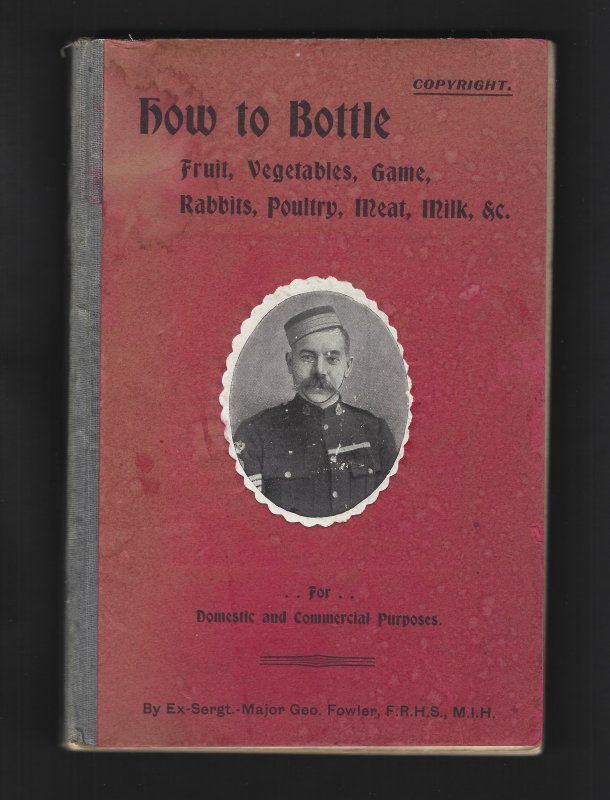 COPYRIGHT.
How to Bottle
Fruit, Vegetables, Game,
Rabbits, Poultry, Meat, Milk, &c.
. . For . .
Domestic and Commercial Purposes.
By Ex-Sergt.-Major Geo. Fowler, F.R.H.S., M.I.H.